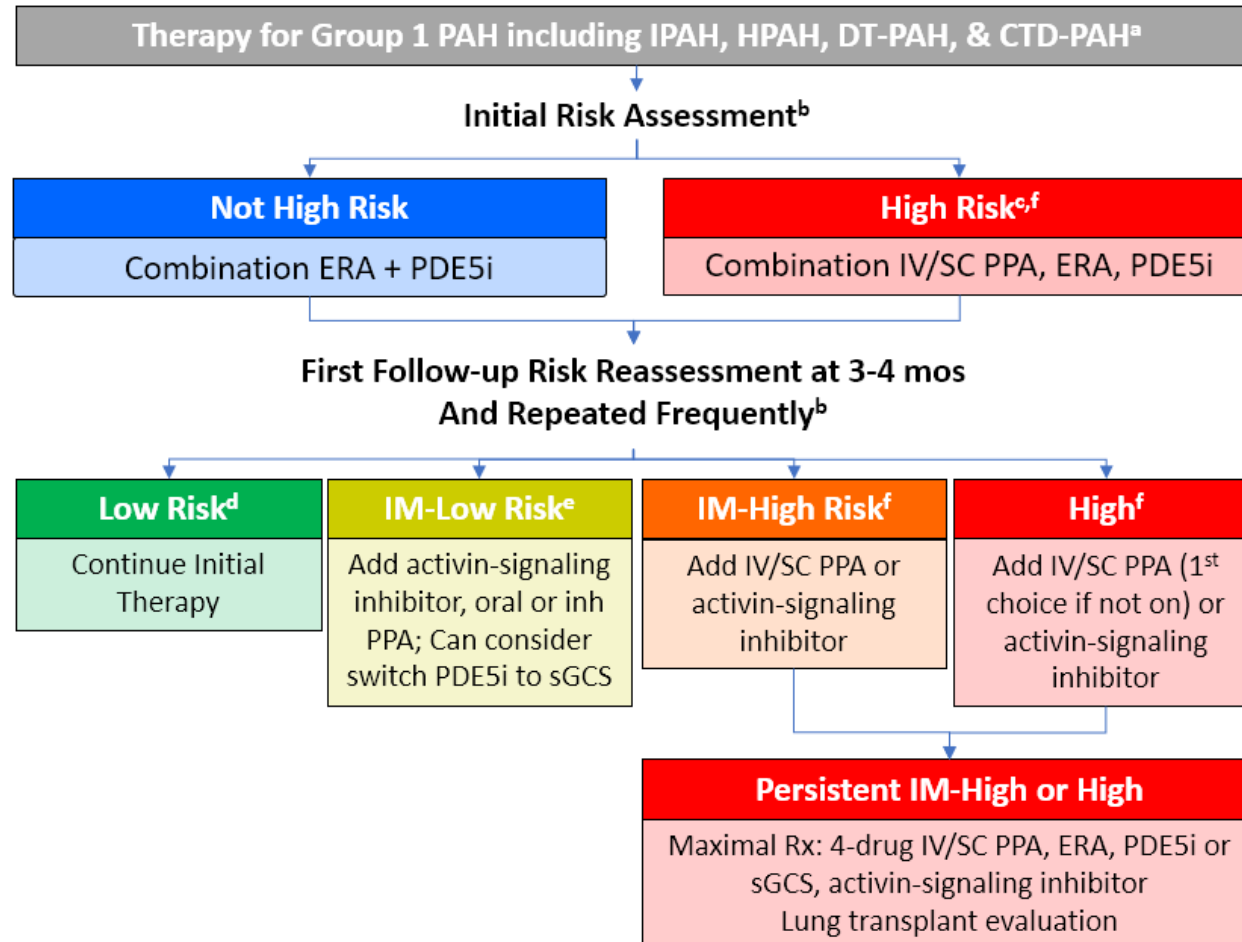 Therapy for Group 1 PAH including IPAH, HPAH, DT-PAH, & CTD-PAHᵃ
Initial Risk Assessmentᵇ
Not High Risk
Combination ERA + PDE5i
High Riskᶜ,ᶠ
Combination IV/SC PPA, ERA, PDE5i
First Follow-up Risk Reassessment at 3-4 mos
And Repeated Frequentlyᵇ
Low Riskᵈ
Continue Initial
Therapy
IM-Low Riskᵉ
Add activin-signaling
inhibitor, oral or inh
PPA; Can consider
switch PDE5i to sGCS
IM-High Riskᶠ
Add IV/SC PPA or
activin-signaling
inhibitor
Highᶠ
Add IV/SC PPA (1ˢᵗ
choice if not on) or
activin-signaling
inhibitor
Persistent IM-High or High
Maximal Rx: 4-drug IV/SC PPA, ERA, PDE5i or
sGCS, activin-signaling inhibitor
Lung transplant evaluation